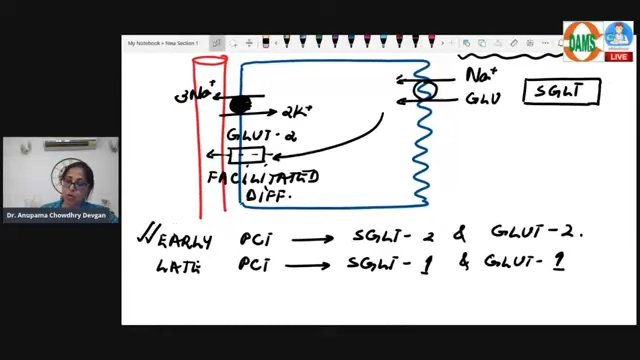 My Notebook > New Section 1
DAMS
LIVE
3Na+
Na+
2K+
GLU
SGLT
GLUT-2
FACILITATED
DIFF.
Dr. Anupama Chowdhry Devgan
EARLY PCT → SGLT-2 & GLUT-2.
LATE PCT → SGLT-1 & GLUT-1